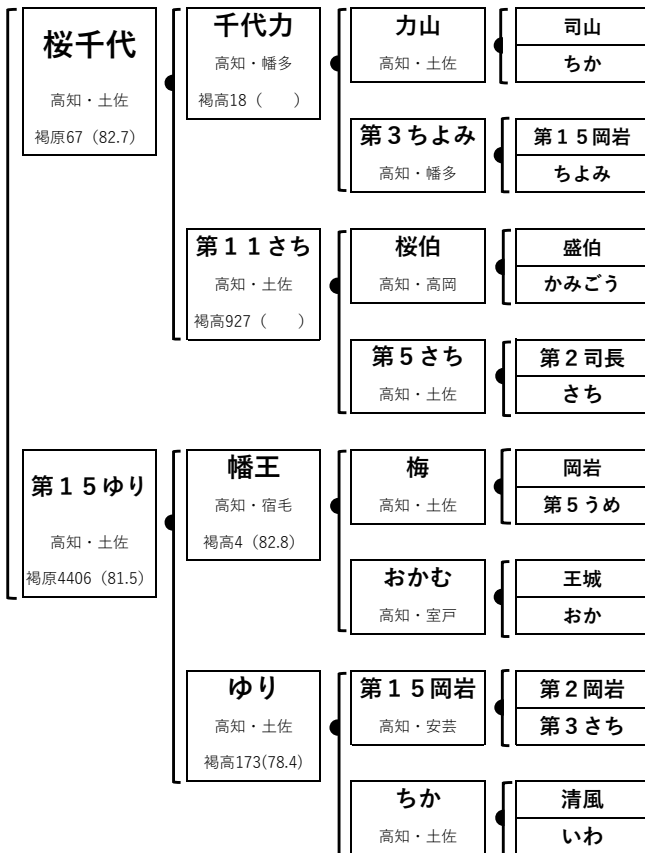 桜千代
高知・土佐
褐原67（82.7）
千代力
高知・幡多
褐高18（　　）
力山
高知・土佐
司山
ちか
第３ちよみ
高知・幡多
第１５岡岩
ちよみ
第１１さち
高知・土佐
褐高927（　　）
桜伯
高知・高岡
盛伯
かみごう
第５さち
高知・土佐
第２司長
さち
第１５ゆり
高知・土佐
褐原4406（81.5）
幡王
高知・宿毛
褐高4（82.8）
梅
高知・土佐
岡岩
第５うめ
おかむ
高知・室戸
王城
おか
ゆり
高知・土佐
褐高173(78.4)
第１５岡岩
高知・安芸
第２岡岩
第３さち
ちか
高知・土佐
清風
いわ